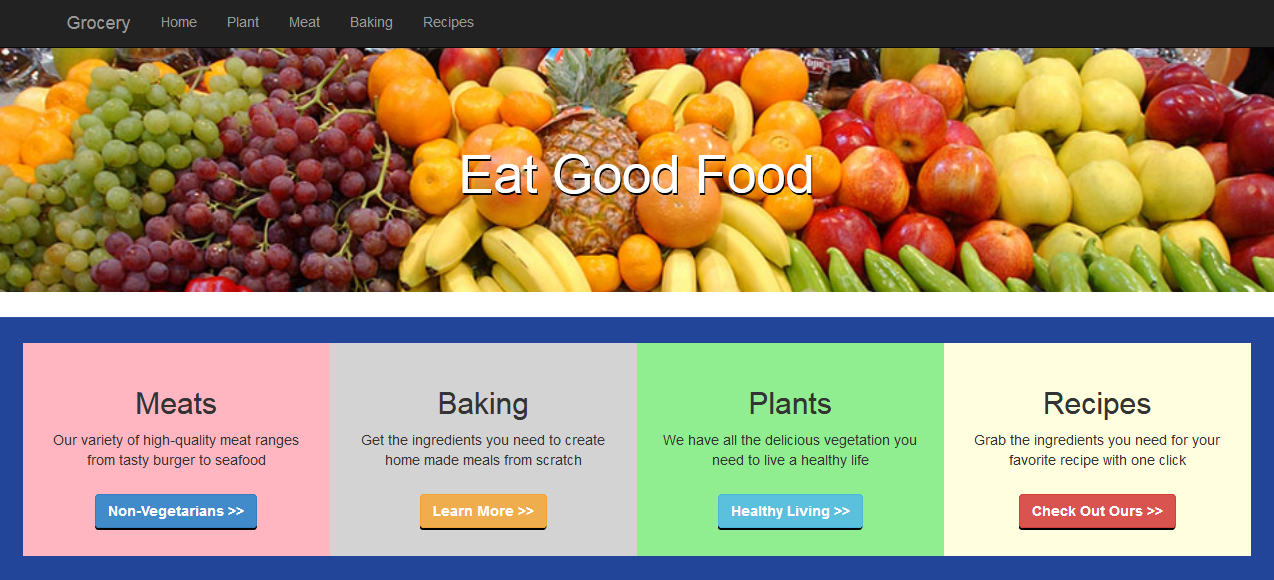 Grocery Home Plant Meat Baking Recipes
Eat Good Food
Meats
Our variety of high-quality meat ranges
from tasty burger to seafood
Non-Vegetarians >>
Baking
Get the ingredients you need to create
home made meals from scratch
Learn More >>
Plants
We have all the delicious vegetation you
need to live a healthy life
Healthy Living >>
Recipes
Grab the ingredients you need for your
favorite recipe with one click
Check Out Ours >>